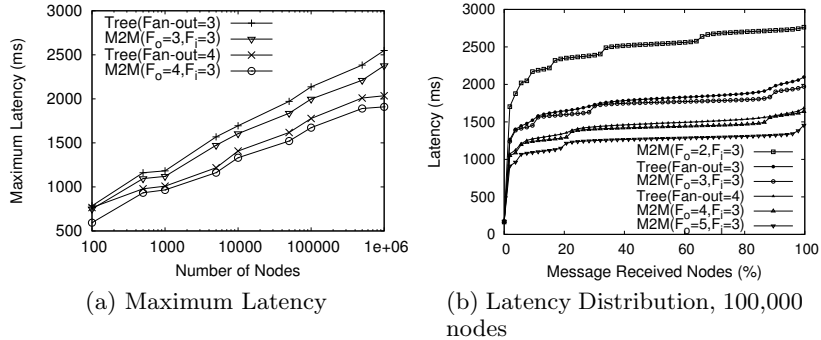 3000
2500
2000
1500
1000
500
Maximum Latency (ms)
Tree(Fan-out=3)
M2M(Fo=3,Fi=3)
Tree(Fan-out=4)
M2M(Fo=4,Fi=3)
100 1000 10000 100000 1e+06
Number of Nodes
(a) Maximum Latency
3000
2500
2000
1500
1000
500
0
Latency (ms)
M2M(Fo=2,Fi=3)
Tree(Fan-out=3)
M2M(Fo=3,Fi=3)
Tree(Fan-out=4)
M2M(Fo=4,Fi=3)
M2M(Fo=5,Fi=3)
0 20 40 60 80 100
Message Received Nodes (%)
(b) Latency Distribution, 100,000
nodes